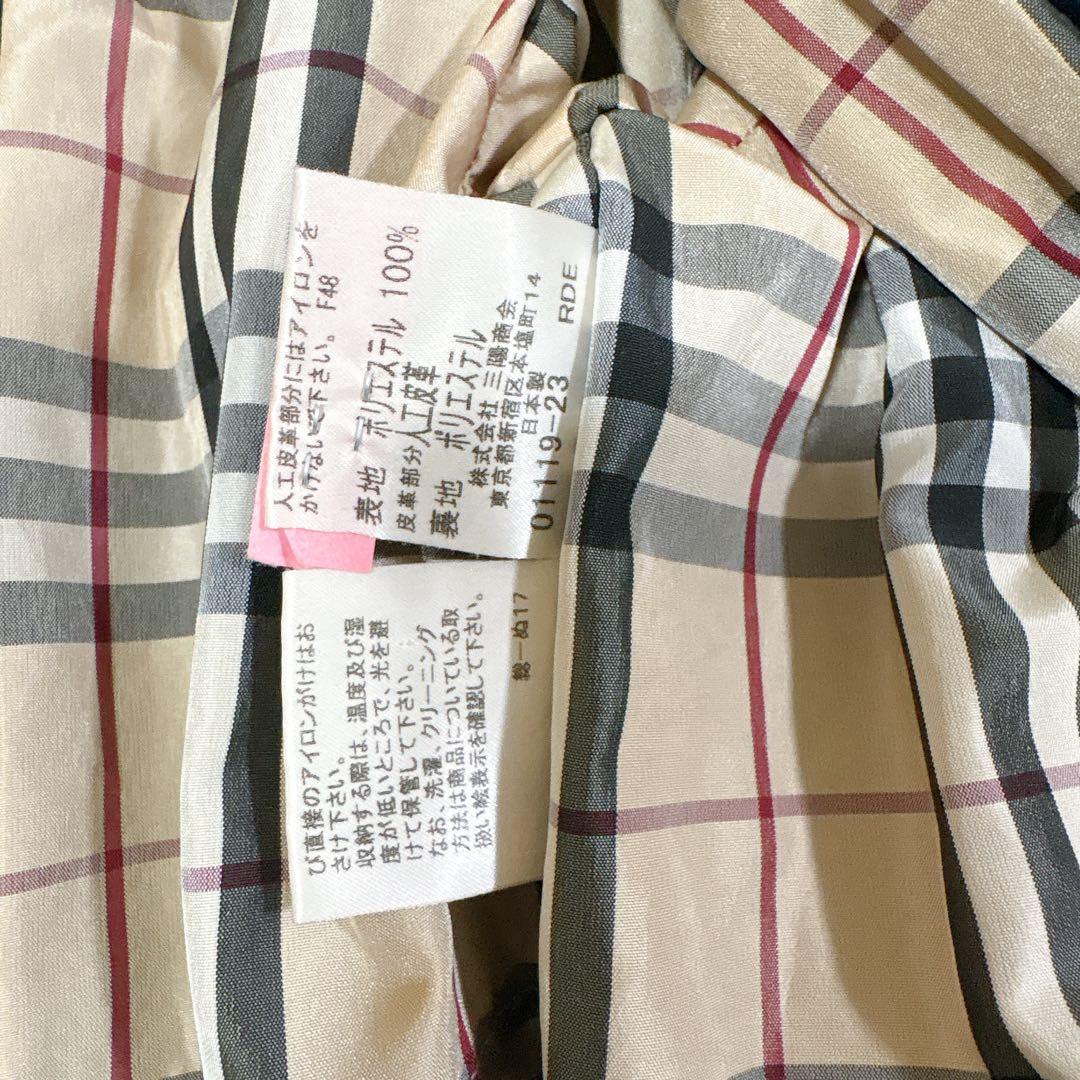 人工皮革部分にはアイロンを
かけないで下さい。 F48
表地 ポリエステル 100%
皮革部分人工皮革
裏地 ポリエステル
株式会社 三陽商会
東京都新宿区本塩町14
日本製
01119-23 RDE
び直接のアイロンがけはお
さけ下さい。
収納する際は、温度及び湿
度が低いところで、光を避
けて保管して下さい。
なお、洗濯、クリーニング
方法は商品についている取
扱い絵表示を確認して下さい。
総ーぬ17